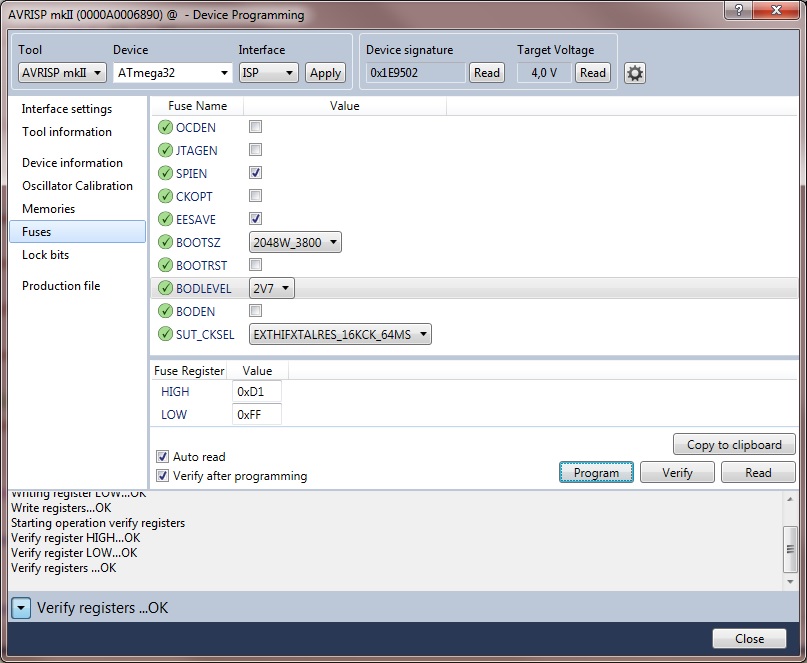 AVRISP mkII (0000A0006890) @ - Device Programming
Tool Device Interface Device signature Target Voltage
AVRISP mkII ATmega32 ISP Apply 0x1E9502 Read 4,0 V Read
Interface settings
Tool information
Device information
Oscillator Calibration
Memories
Fuses
Lock bits
Production file
Fuse Name Value
OCDEN
JTAGEN
SPIEN
CKOPT
EESAVE
BOOTSZ 2048W_3800
BOOTRST
BODLEVEL 2V7
BODEN
SUT_CKSEL EXTHIFXTALRES_16KCK_64MS
Fuse Register Value
HIGH 0xD1
LOW 0xFF
Copy to clipboard
Auto read
Verify after programming
Program Verify Read
Writing register LOW...OK
Write registers...OK
Starting operation verify registers
Verify register HIGH...OK
Verify register LOW...OK
Verify registers ...OK
Verify registers ...OK
Close